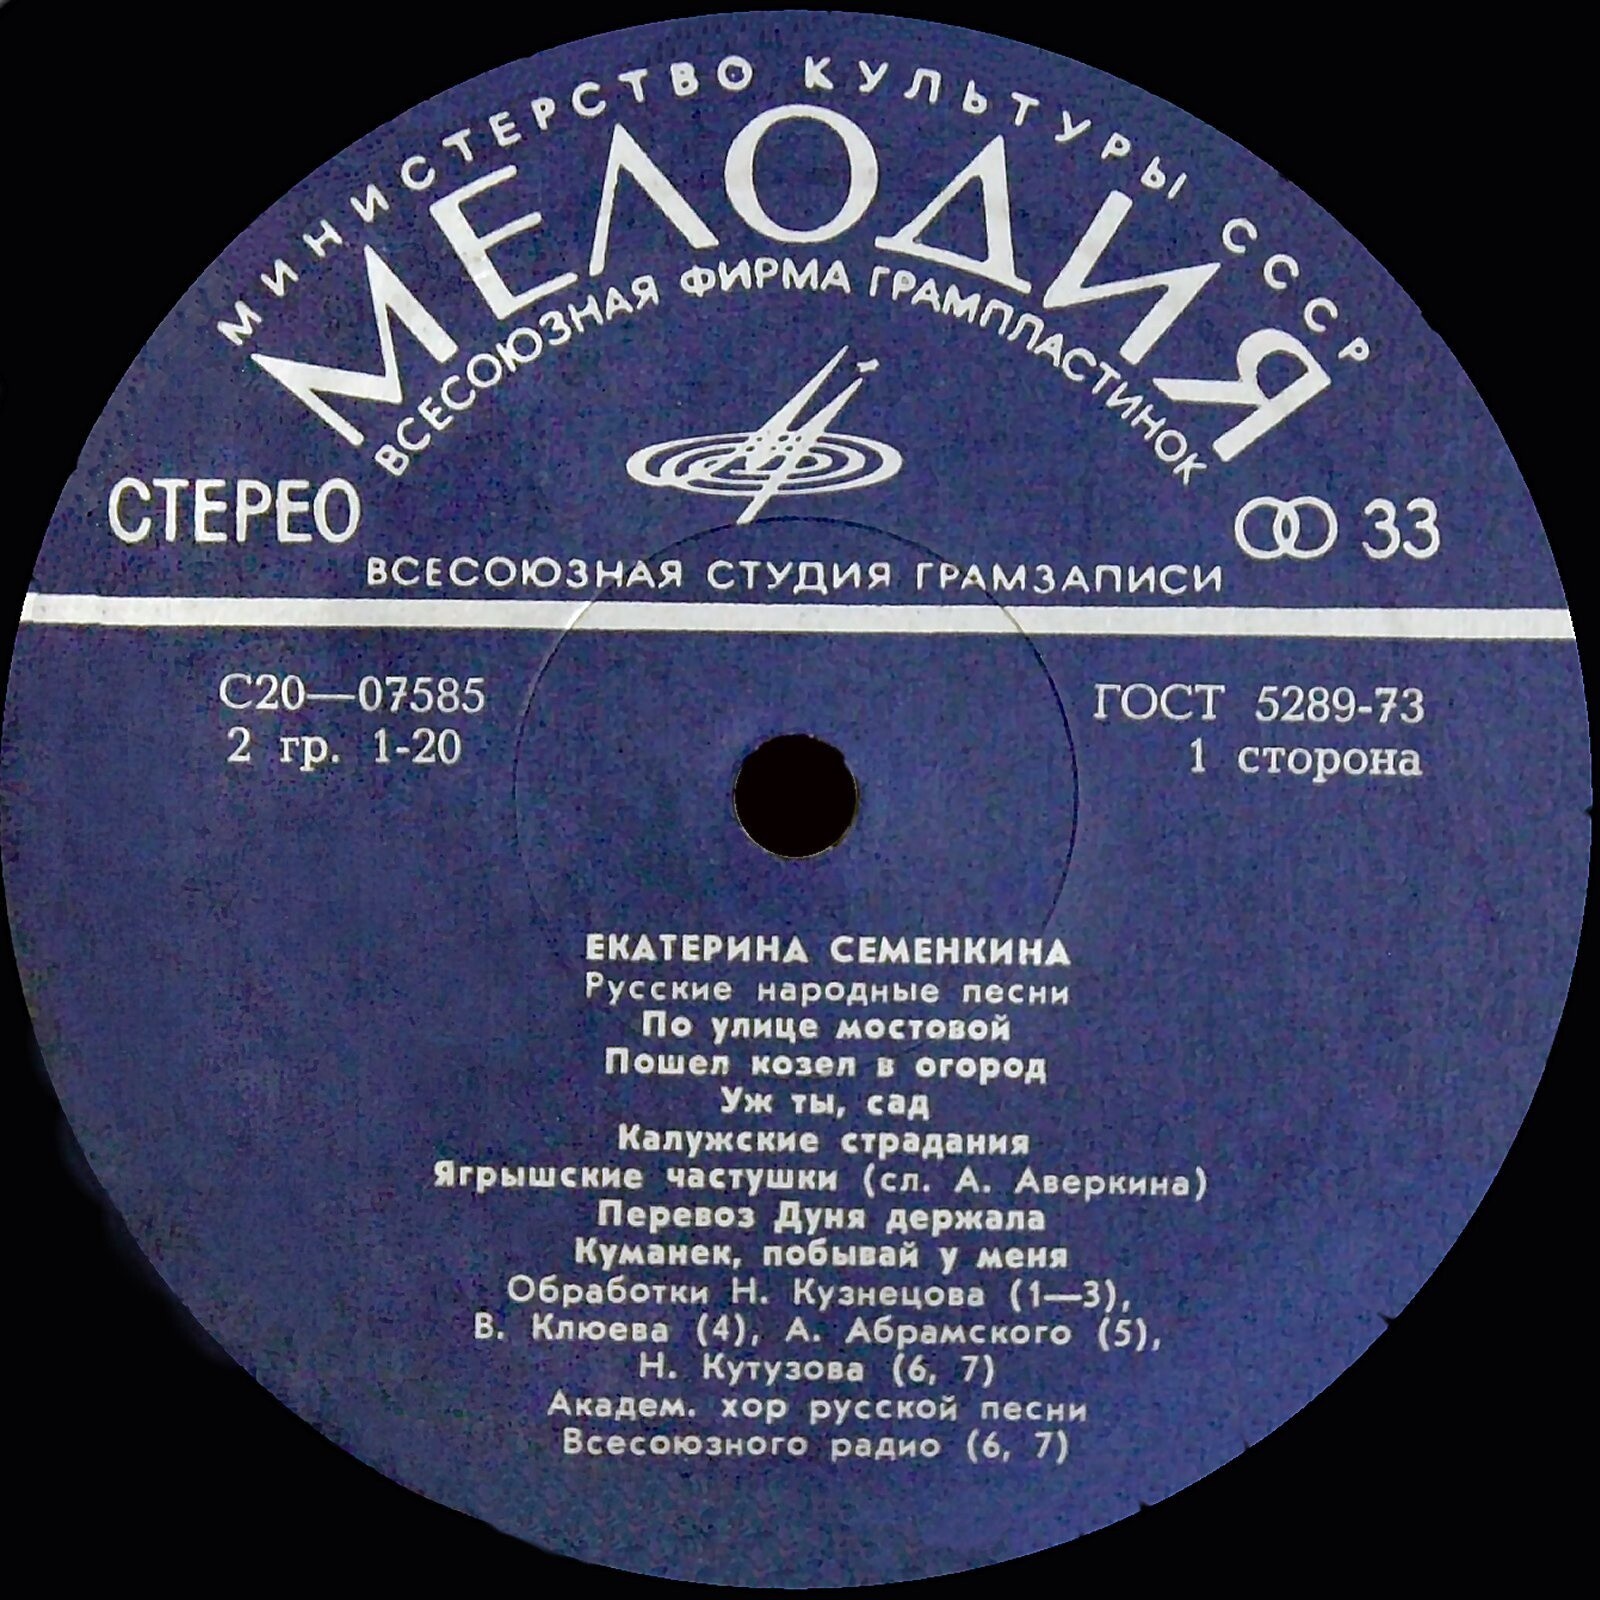 МИНИСТЕРСТВО КУЛЬТУРЫ СССР
МЕЛОДИЯ
ВСЕСОЮЗНАЯ ФИРМА ГРАМПЛАСТИНОК
СТЕРЕО
33
ВСЕСОЮЗНАЯ СТУДИЯ ГРАМЗАПИСИ
С20—07585
ГОСТ 5289-73
2 гр. 1-20
1 сторона
ЕКАТЕРИНА СЕМЕНКИНА
Русские народные песни
По улице мостовой
Пошел козел в огород
Уж ты, сад
Калужские страдания
Ягрышские частушки (сл. А. Аверкина)
Перевоз Дуня держала
Куманек, побывай у меня
Обработки Н. Кузнецова (1—3),
В. Клюева (4), А. Абрамского (5),
Н. Кутузова (6, 7)
Академ. хор русской песни
Всесоюзного радио (6, 7)